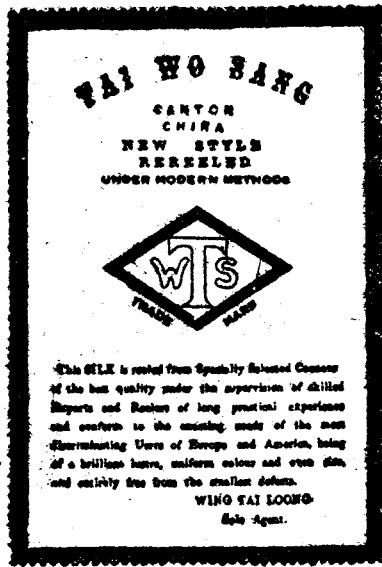 TAI WO SANG
CANTON
CHINA
NEW STYLE
REREELED
UNDER MODERN METHODS
WTS
TRADE MARK
This SILK is reeled from Specially Selected Cocoons
of the best quality under the supervision of skilled
Experts and Reelers of long practical experience
and conform to the exisiting needs of the most
discriminating Users of Europe and America, being
of a brilliant lustre, uniform colour and even size,
and entirely free from the smallest defects.
WING TAI LOONG
Sole Agent.